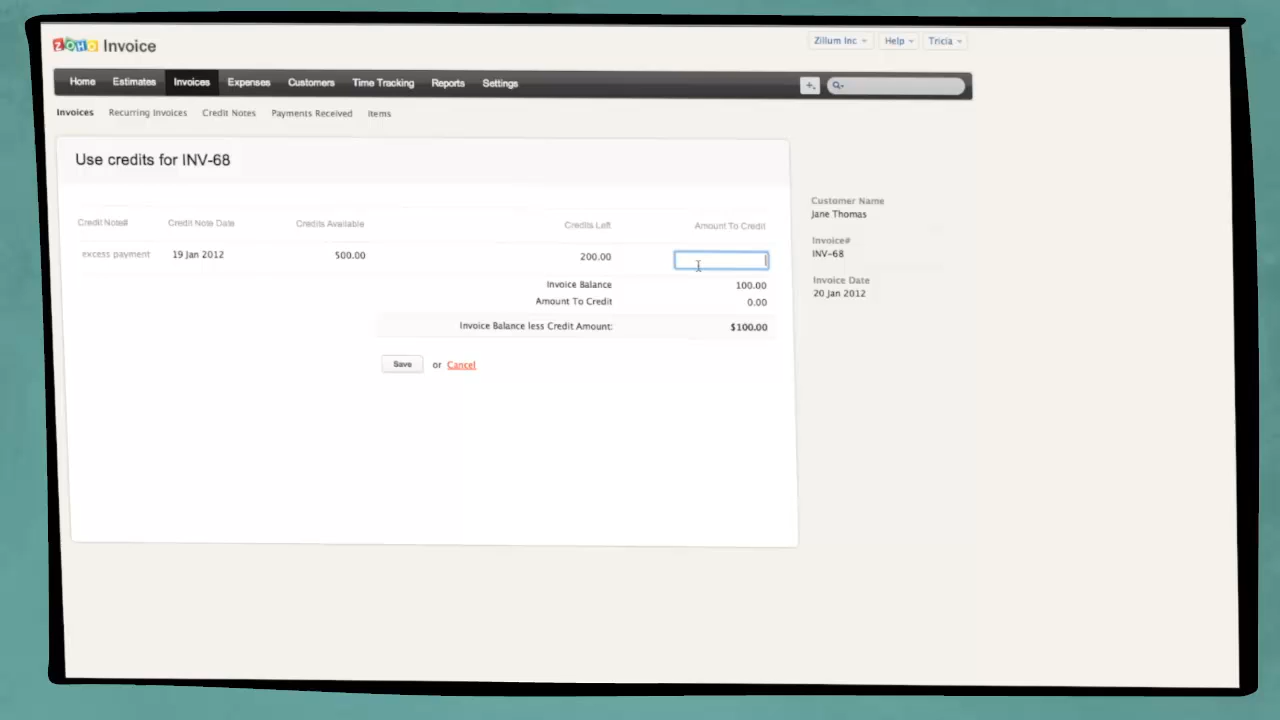 ZOHO Invoice
Zillum Inc Help Tricia
Home Estimates Invoices Expenses Customers Time Tracking Reports Settings
Invoices Recurring Invoices Credit Notes Payments Received Items
Use credits for INV-68
Credit Note# Credit Note Date Credits Available Credits Left Amount To Credit
excess payment 19 Jan 2012 500.00 200.00
Invoice Balance 100.00
Amount To Credit 0.00
Invoice Balance less Credit Amount: $100.00
Save or Cancel
Customer Name
Jane Thomas
Invoice#
INV-68
Invoice Date
20 Jan 2012